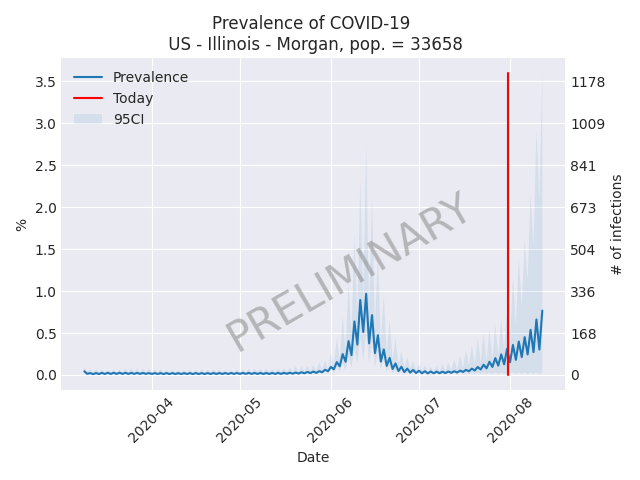 Prevalence of COVID-19
US - Illinois - Morgan, pop. = 33658
Prevalence
Today
95CI
3.5
3.0
2.5
2.0
1.5
1.0
0.5
0.0
%
1178
1009
841
673
504
336
168
0
# of infections
PRELIMINARY
2020-04
2020-05
2020-06
2020-07
2020-08
Date